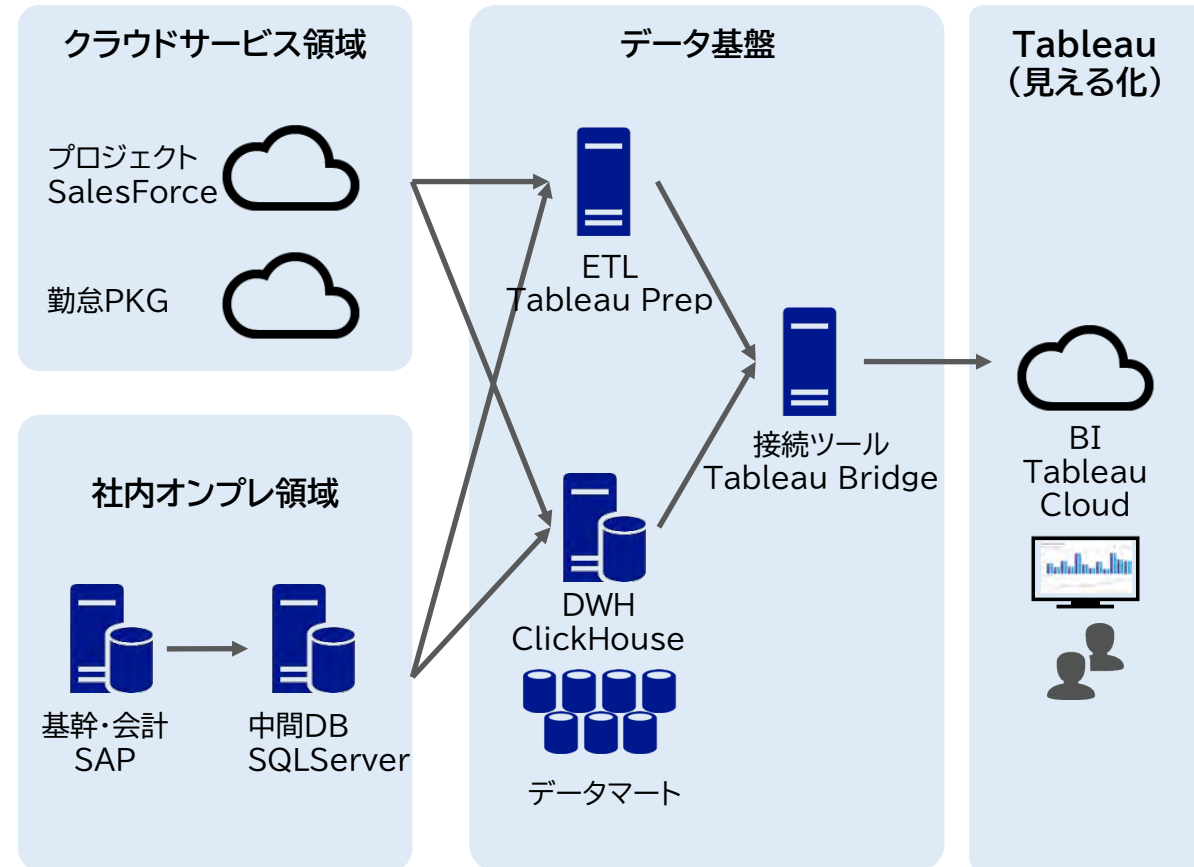 クラウドサービス領域
プロジェクト
SalesForce
勤怠PKG
社内オンプレ領域
基幹・会計
SAP
中間DB
SQLServer
データ基盤
ETL
Tableau Prep
DWH
ClickHouse
データマート
接続ツール
Tableau Bridge
Tableau
（見える化）
BI
Tableau
Cloud